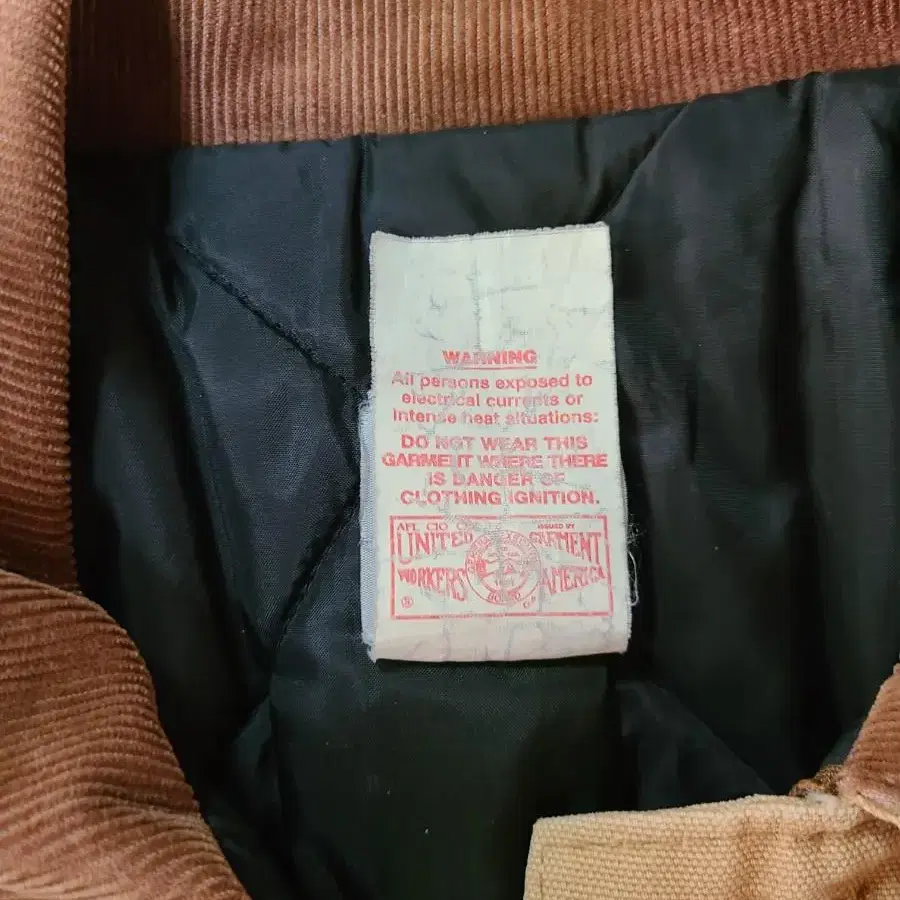 WARNING
All persons exposed to
electrical currents or
intense heat situations:
DO NOT WEAR THIS
GARMENT WHERE THERE
IS DANGER OF
CLOTHING IGNITION.
AFL CIO ISSUED BY
UNITED GARMENT
WORKERS AMERICA
® OF